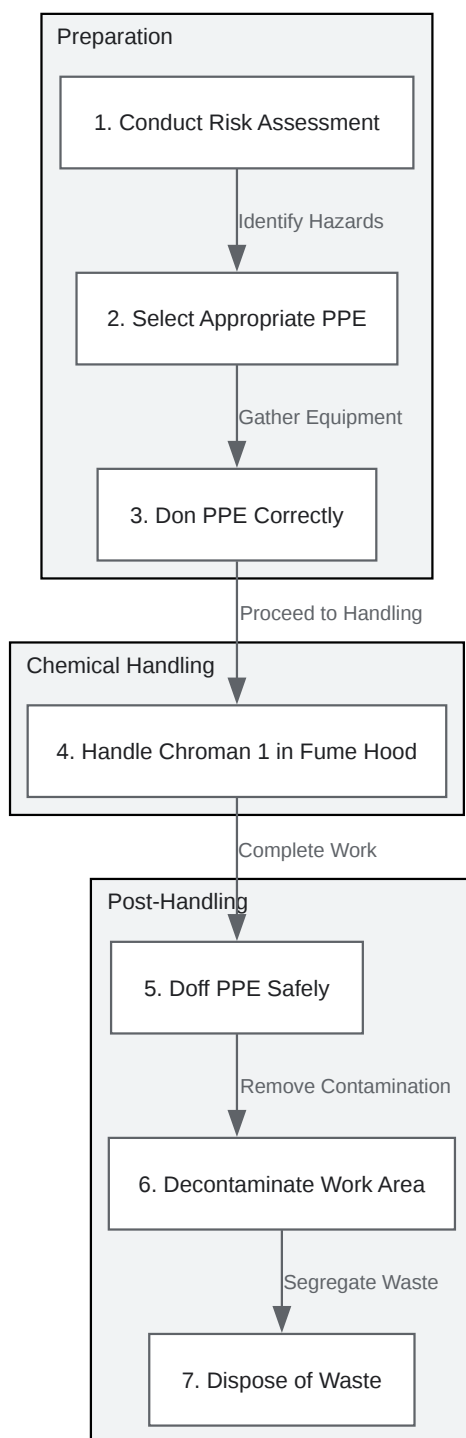 Preparation
1. Conduct Risk Assessment
Identify Hazards
2. Select Appropriate PPE
Gather Equipment
3. Don PPE Correctly
Proceed to Handling
Chemical Handling
4. Handle Chroman 1 in Fume Hood
Complete Work
Post-Handling
5. Doff PPE Safely
Remove Contamination
6. Decontaminate Work Area
Segregate Waste
7. Dispose of Waste